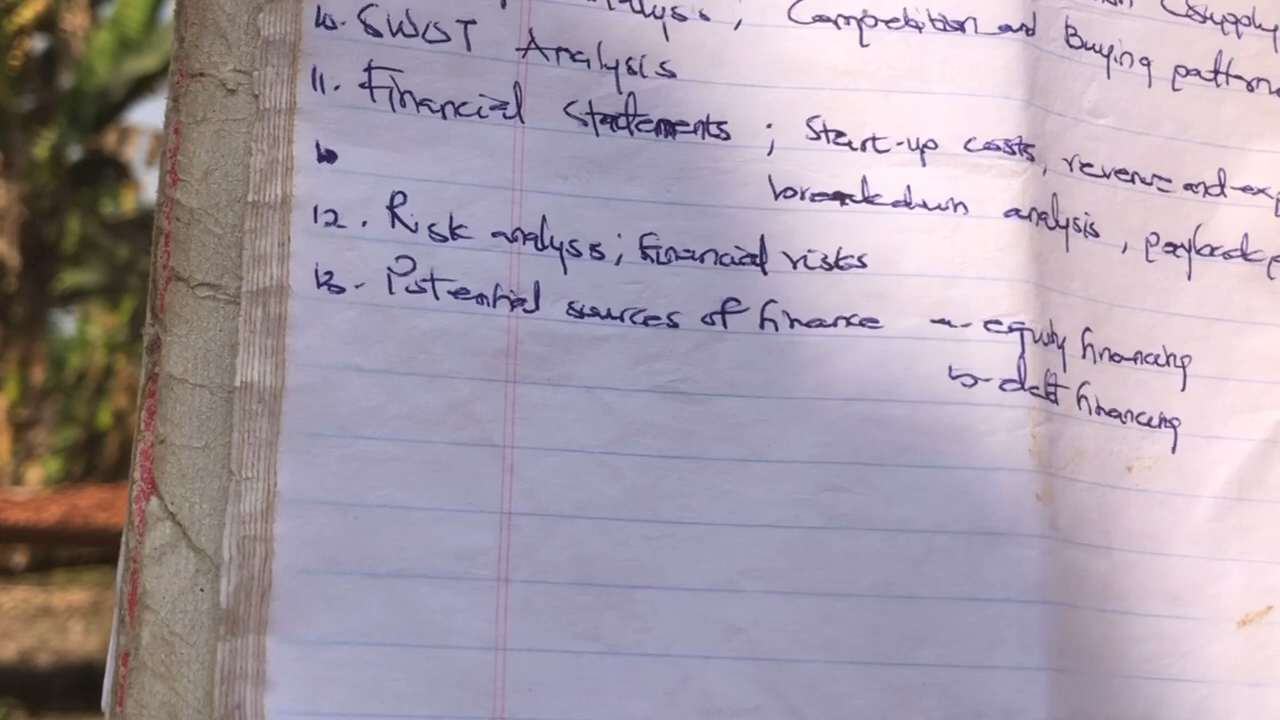 Competition and Buying pattern
10. SWOT Analysis
11. Financial Statements ; Start-up costs, revenue and exp
breakdown analysis, payback p
12. Risk analysis; financial risks
13. Potential sources of finance a- equity financing
b- debt financing